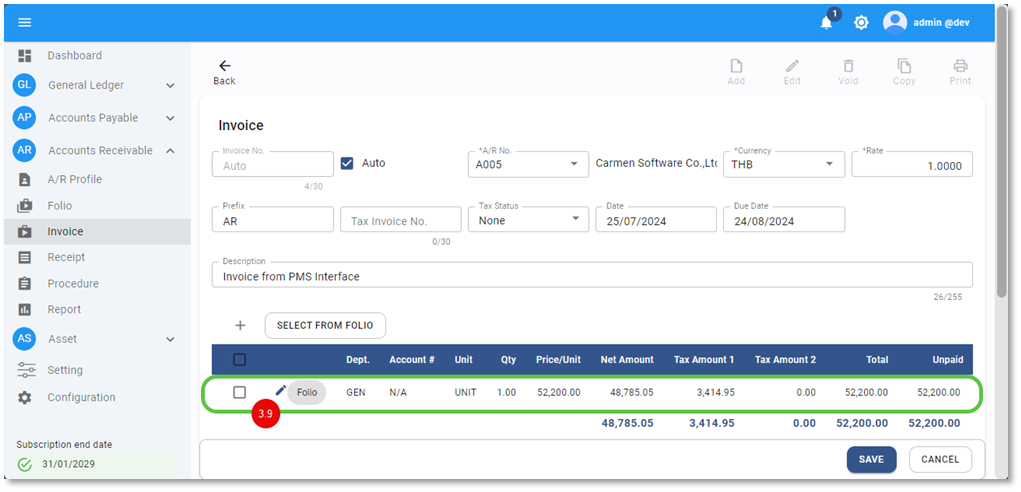 1
admin @dev
Dashboard
GL General Ledger
AP Accounts Payable
AR Accounts Receivable
A/R Profile
Folio
Invoice
Receipt
Procedure
Report
AS Asset
Setting
Configuration
Subscription end date
31/01/2029
Back
Add Edit Void Copy Print
Invoice
Invoice No. *A/R No. *Currency *Rate
Auto Auto A005 Carmen Software Co.,Ltd THB 1.0000
4/30
Prefix Tax Status Date Due Date
AR Tax Invoice No. None 25/07/2024 24/08/2024
0/30
Description
Invoice from PMS Interface
26/255
SELECT FROM FOLIO
Dept. Account # Unit Qty Price/Unit Net Amount Tax Amount 1 Tax Amount 2 Total Unpaid
Folio GEN N/A UNIT 1.00 52,200.00 48,785.05 3,414.95 0.00 52,200.00 52,200.00
3.9
48,785.05 3,414.95 0.00 52,200.00 52,200.00
SAVE CANCEL